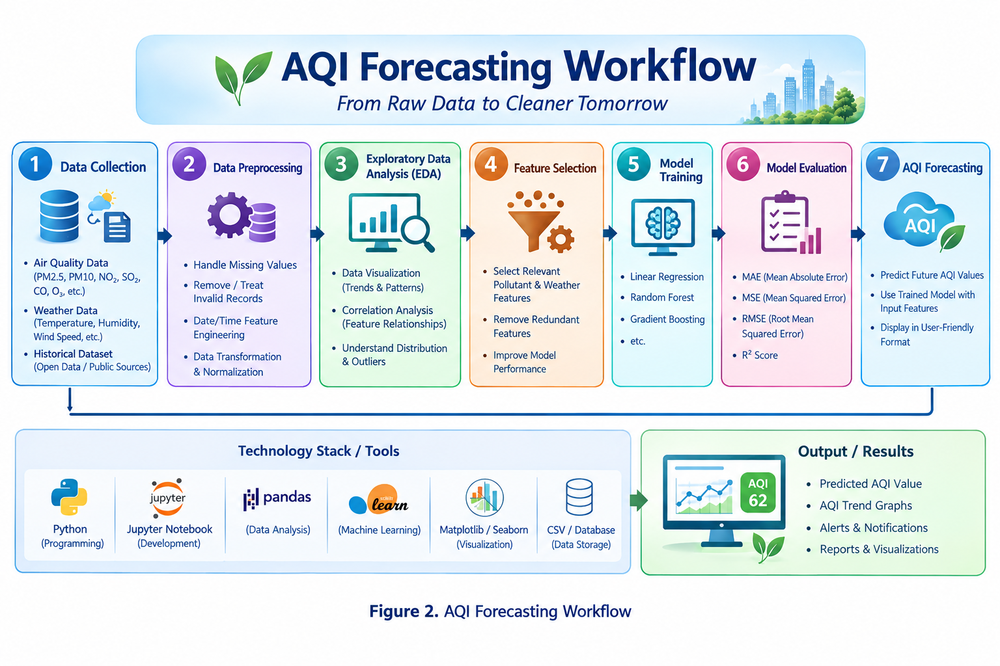 AQI Forecasting Workflow
From Raw Data to Cleaner Tomorrow
1
Data Collection
• Air Quality Data
(PM2.5, PM10, NO₂, SO₂,
CO, O₃, etc.)
• Weather Data
(Temperature, Humidity,
Wind Speed, etc.)
• Historical Dataset
(Open Data / Public Sources)
2
Data Preprocessing
• Handle Missing Values
• Remove / Treat
Invalid Records
• Date/Time Feature
Engineering
• Data Transformation
& Normalization
3
Exploratory Data
Analysis (EDA)
• Data Visualization
(Trends & Patterns)
• Correlation Analysis
(Feature Relationships)
• Understand Distribution
& Outliers
4
Feature Selection
• Select Relevant
Pollutant & Weather
Features
• Remove Redundant
Features
• Improve Model
Performance
5
Model
Training
• Linear Regression
• Random Forest
• Gradient Boosting
• etc.
6
Model Evaluation
• MAE (Mean Absolute Error)
• MSE (Mean Squared Error)
• RMSE (Root Mean
Squared Error)
• R² Score
7
AQI Forecasting
AQI
• Predict Future AQI Values
• Use Trained Model with
Input Features
• Display in User-Friendly
Format
Technology Stack / Tools
Python
(Programming)
jupyter
Jupyter Notebook
(Development)
pandas
(Data Analysis)
scikit
learn
(Machine Learning)
Matplotlib / Seaborn
(Visualization)
CSV / Database
(Data Storage)
Output / Results
AQI
62
• Predicted AQI Value
• AQI Trend Graphs
• Alerts & Notifications
• Reports & Visualizations
Figure 2. AQI Forecasting Workflow